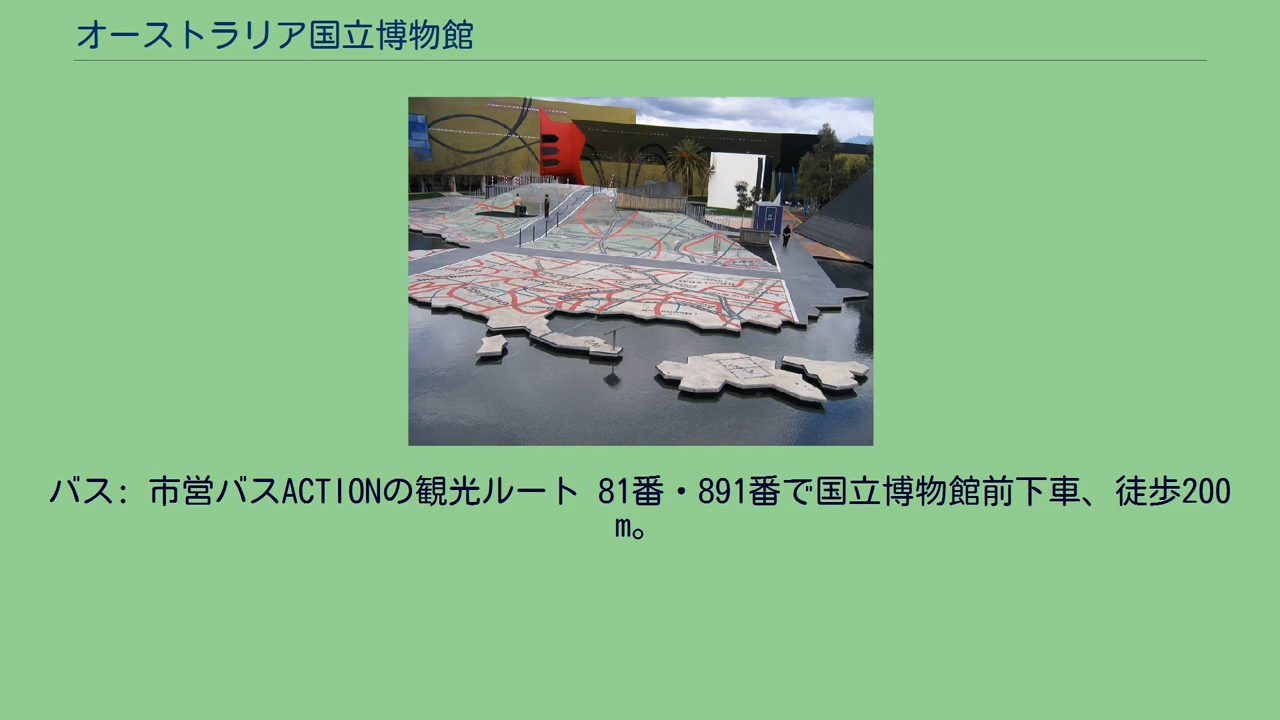 オーストラリア国立博物館
バス: 市営バスACTIONの観光ルート 81番・891番で国立博物館前下車、徒歩200
m。